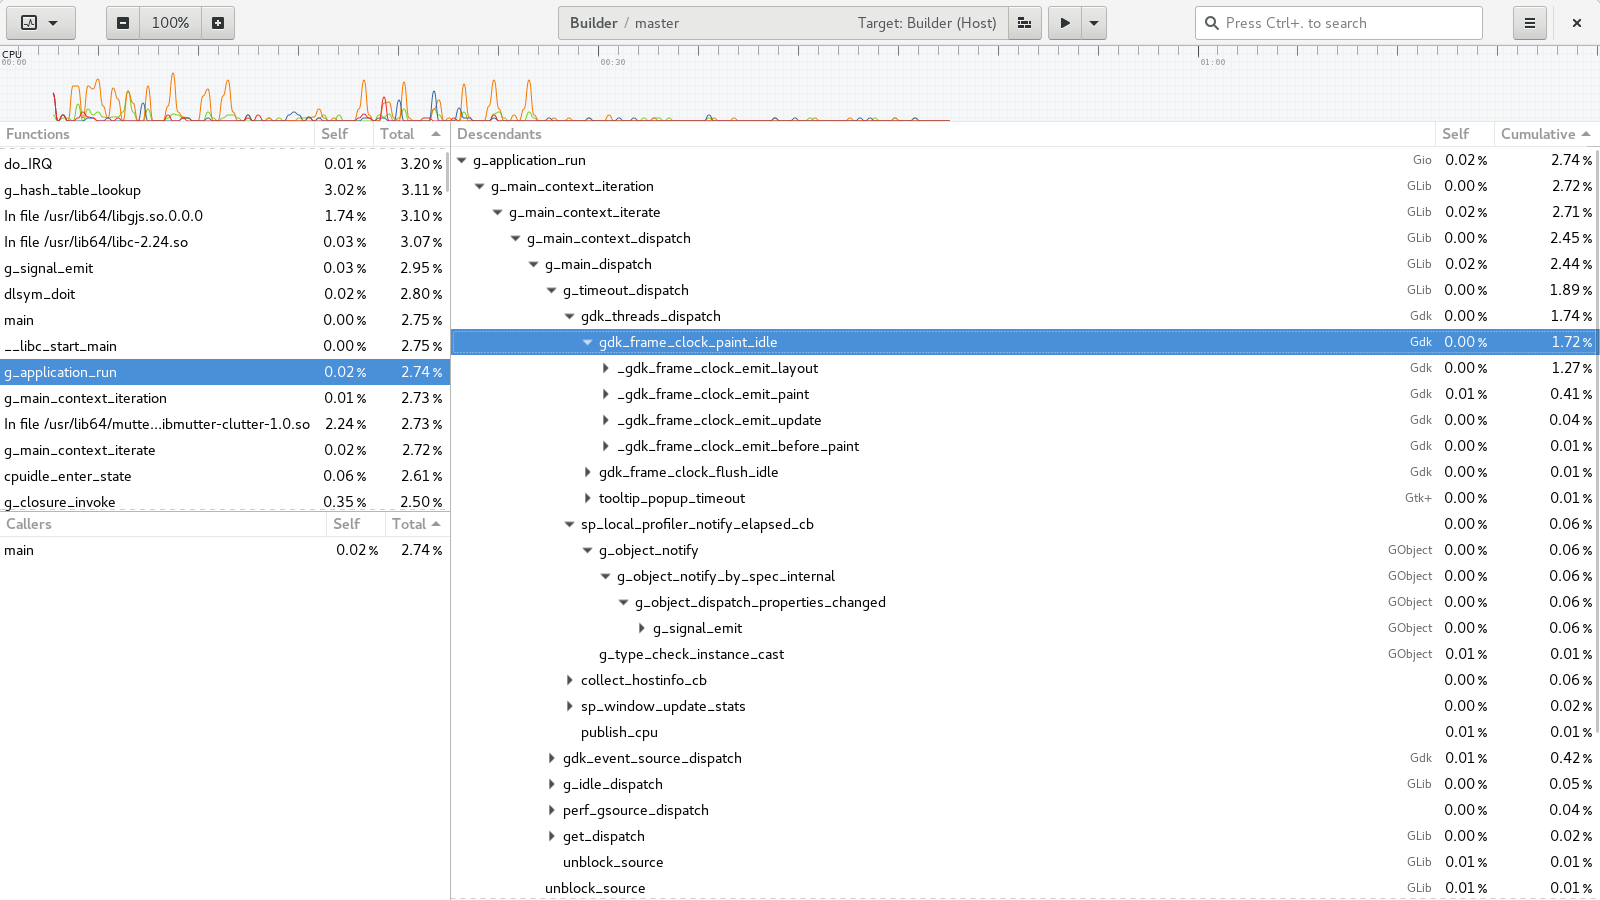 100%
Builder / master Target: Builder (Host)
Press Ctrl+. to search
CPU
00:00 00:30 01:00
Functions Self Total
do_IRQ 0.01% 3.20%
g_hash_table_lookup 3.02% 3.11%
In file /usr/lib64/libgjs.so.0.0.0 1.74% 3.10%
In file /usr/lib64/libc-2.24.so 0.03% 3.07%
g_signal_emit 0.03% 2.95%
dlsym_doit 0.02% 2.80%
main 0.00% 2.75%
__libc_start_main 0.00% 2.75%
g_application_run 0.02% 2.74%
g_main_context_iteration 0.01% 2.73%
In file /usr/lib64/mutte...ibmutter-clutter-1.0.so 2.24% 2.73%
g_main_context_iterate 0.02% 2.72%
cpuidle_enter_state 0.06% 2.61%
g_closure_invoke 0.35% 2.50%
Callers Self Total
main 0.02% 2.74%
Descendants Self Cumulative
g_application_run Gio 0.02% 2.74%
g_main_context_iteration GLib 0.00% 2.72%
g_main_context_iterate GLib 0.02% 2.71%
g_main_context_dispatch GLib 0.00% 2.45%
g_main_dispatch GLib 0.02% 2.44%
g_timeout_dispatch GLib 0.00% 1.89%
gdk_threads_dispatch Gdk 0.00% 1.74%
gdk_frame_clock_paint_idle Gdk 0.00% 1.72%
_gdk_frame_clock_emit_layout Gdk 0.00% 1.27%
_gdk_frame_clock_emit_paint Gdk 0.01% 0.41%
_gdk_frame_clock_emit_update Gdk 0.00% 0.04%
_gdk_frame_clock_emit_before_paint Gdk 0.00% 0.01%
gdk_frame_clock_flush_idle Gdk 0.00% 0.01%
tooltip_popup_timeout Gtk+ 0.00% 0.01%
sp_local_profiler_notify_elapsed_cb 0.00% 0.06%
g_object_notify GObject 0.00% 0.06%
g_object_notify_by_spec_internal GObject 0.00% 0.06%
g_object_dispatch_properties_changed GObject 0.00% 0.06%
g_signal_emit GObject 0.00% 0.06%
g_type_check_instance_cast GObject 0.01% 0.01%
collect_hostinfo_cb 0.00% 0.06%
sp_window_update_stats 0.00% 0.02%
publish_cpu 0.01% 0.01%
gdk_event_source_dispatch Gdk 0.01% 0.42%
g_idle_dispatch GLib 0.00% 0.05%
perf_gsource_dispatch 0.00% 0.04%
get_dispatch GLib 0.00% 0.02%
unblock_source GLib 0.01% 0.01%
unblock_source GLib 0.01% 0.01%